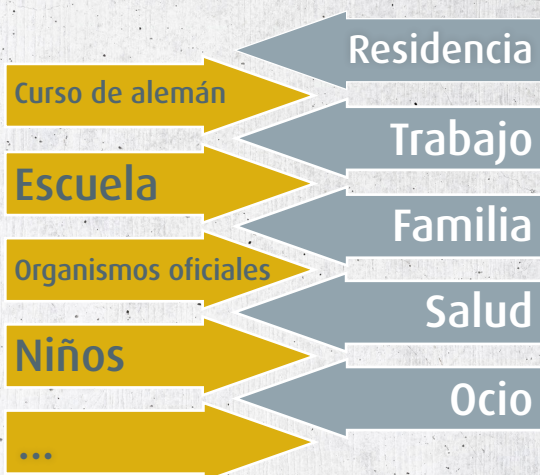 Residencia
Curso de alemán
Trabajo
Escuela
Familia
Organismos oficiales
Salud
Niños
Ocio
...